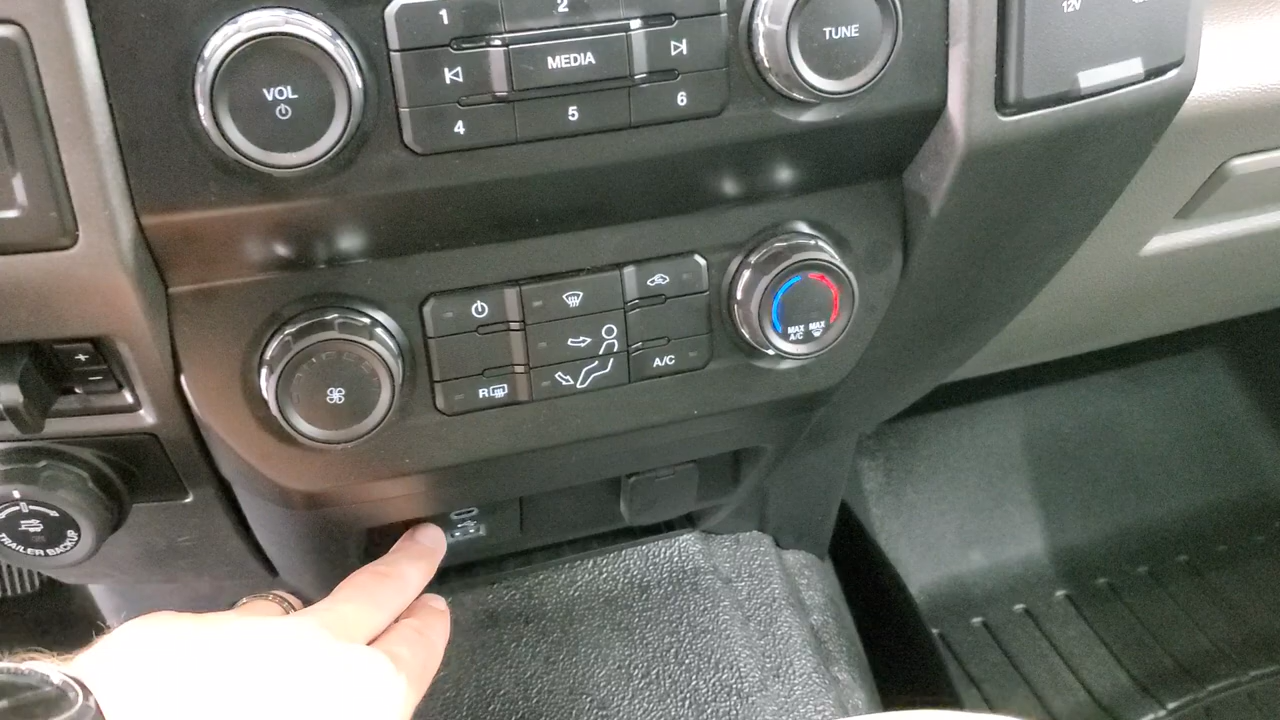 1
2
12V
VOL
TUNE
MEDIA
4
5
6
+
-
R
A/C
MAX
A/C
MAX
TRAILER BACKUP